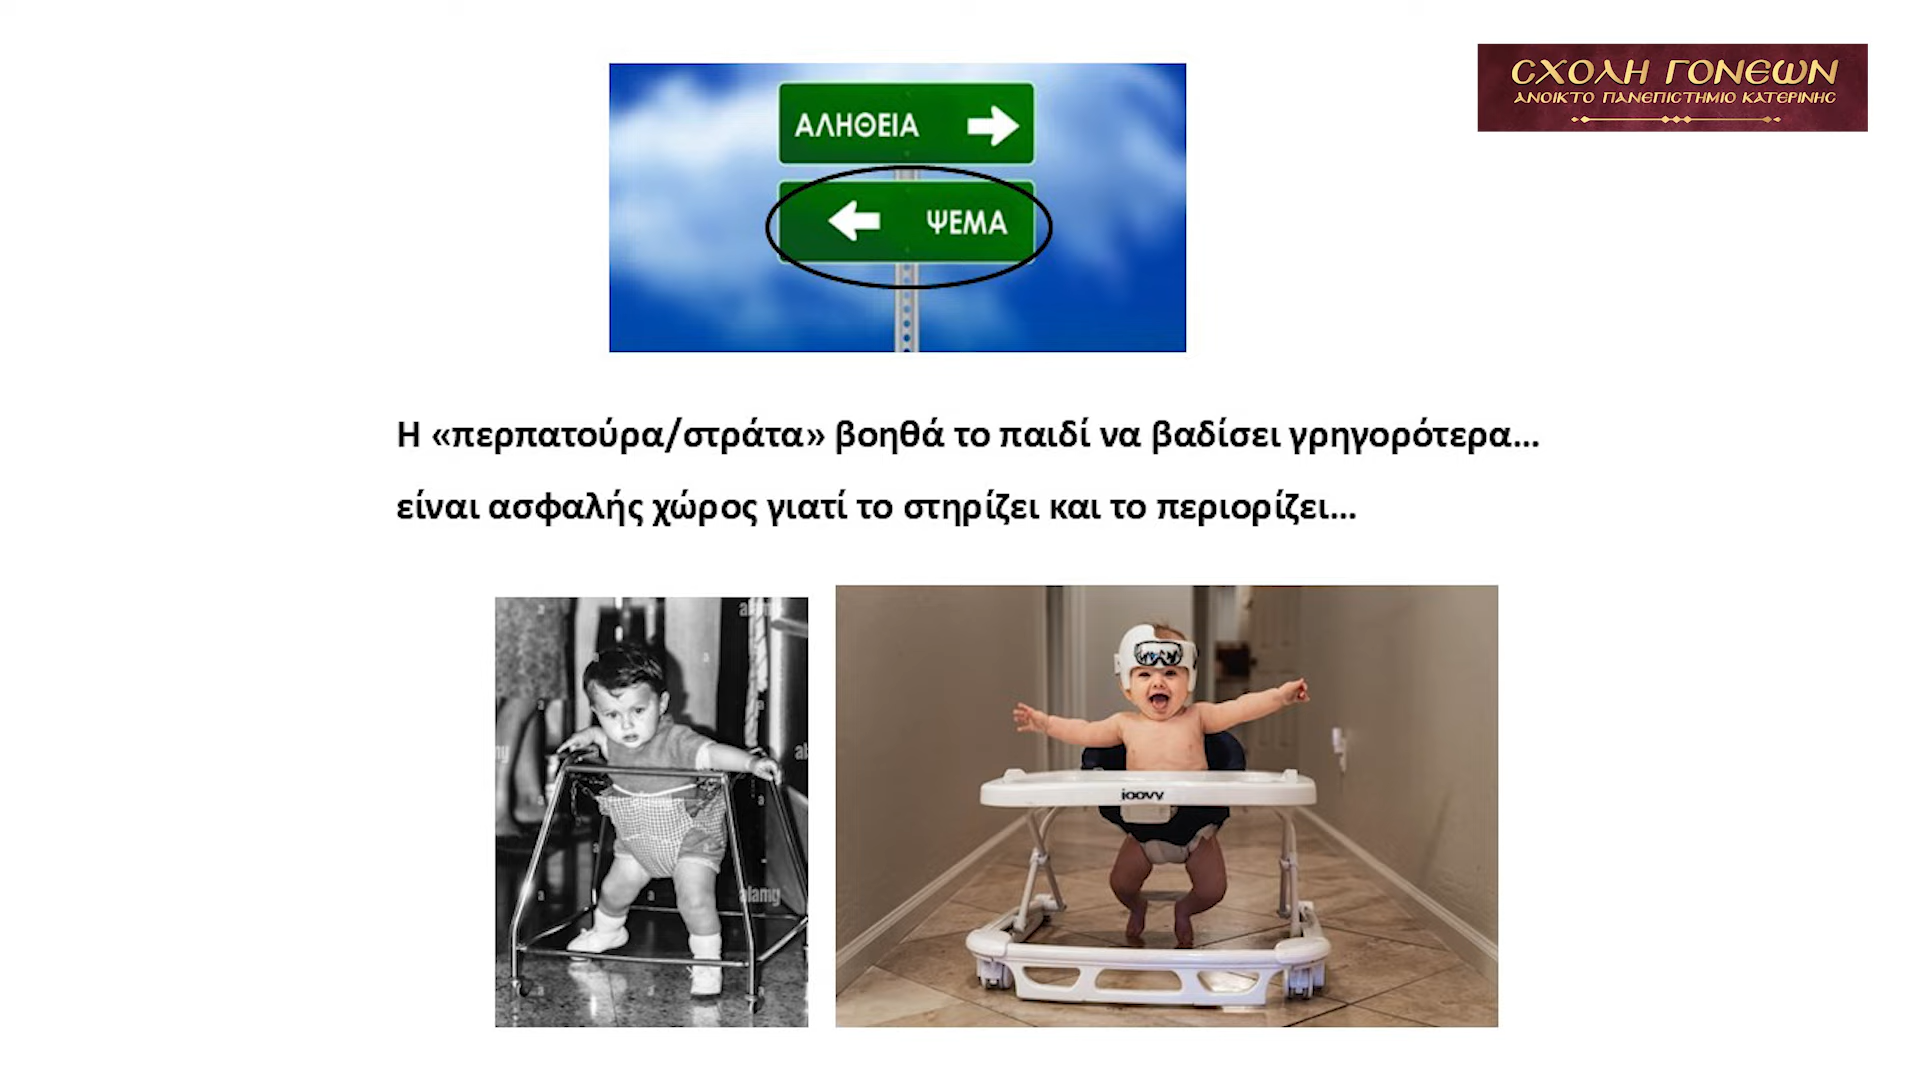 ΣΧΟΛΗ ΓΟΝΕΩΝ
ΑΝΟΙΚΤΟ ΠΑΝΕΠΙΣΤΗΜΙΟ ΚΑΤΕΡΙΝΗΣ
ΑΛΗΘΕΙΑ
ΨΕΜΑ
Η «περπατούρα/στράτα» βοηθά το παιδί να βαδίσει γρηγορότερα...
είναι ασφαλής χώρος γιατί το στηρίζει και το περιορίζει...
alamy
joovy